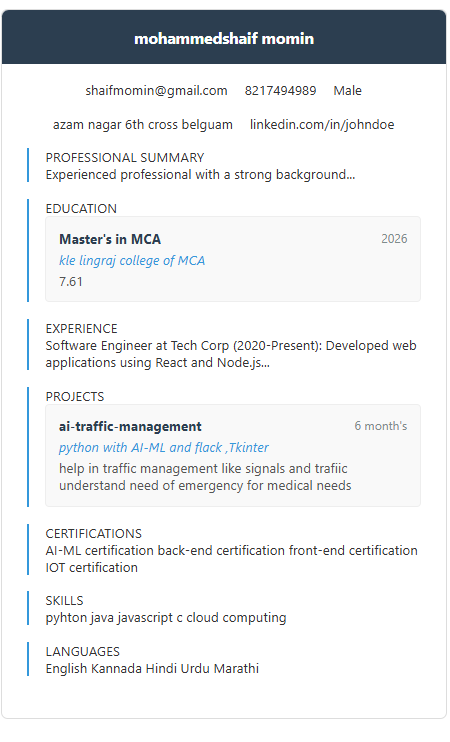 mohammedshaif momin
shaifmomin@gmail.com 8217494989 Male
azam nagar 6th cross belguam linkedin.com/in/johndoe
PROFESSIONAL SUMMARY
Experienced professional with a strong background...
EDUCATION
Master's in MCA 2026
kle lingraj college of MCA
7.61
EXPERIENCE
Software Engineer at Tech Corp (2020-Present): Developed web
applications using React and Node.js...
PROJECTS
ai-traffic-management 6 month's
python with AI-ML and flack ,Tkinter
help in traffic management like signals and trafiic
understand need of emergency for medical needs
CERTIFICATIONS
AI-ML certification back-end certification front-end certification
IOT certification
SKILLS
pyhton java javascript c cloud computing
LANGUAGES
English Kannada Hindi Urdu Marathi